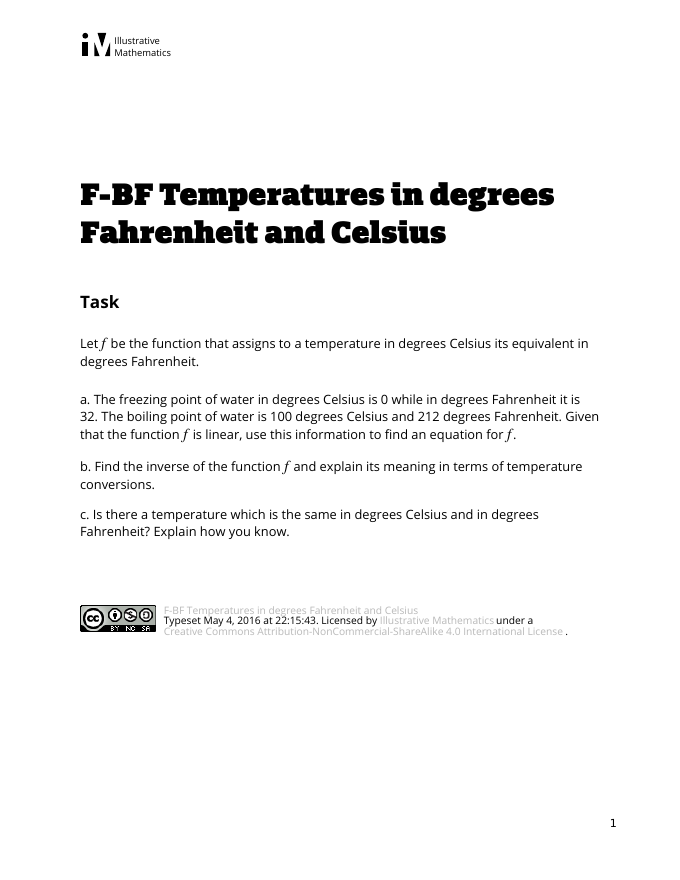 Illustrative
Mathematics
F-BF Temperatures in degrees
Fahrenheit and Celsius
Task
Let f be the function that assigns to a temperature in degrees Celsius its equivalent in
degrees Fahrenheit.
a. The freezing point of water in degrees Celsius is 0 while in degrees Fahrenheit it is
32. The boiling point of water is 100 degrees Celsius and 212 degrees Fahrenheit. Given
that the function f is linear, use this information to find an equation for f.
b. Find the inverse of the function f and explain its meaning in terms of temperature
conversions.
c. Is there a temperature which is the same in degrees Celsius and in degrees
Fahrenheit? Explain how you know.
cc BY NC SA
F-BF Temperatures in degrees Fahrenheit and Celsius
Typeset May 4, 2016 at 22:15:43. Licensed by Illustrative Mathematics under a
Creative Commons Attribution-NonCommercial-ShareAlike 4.0 International License .
1